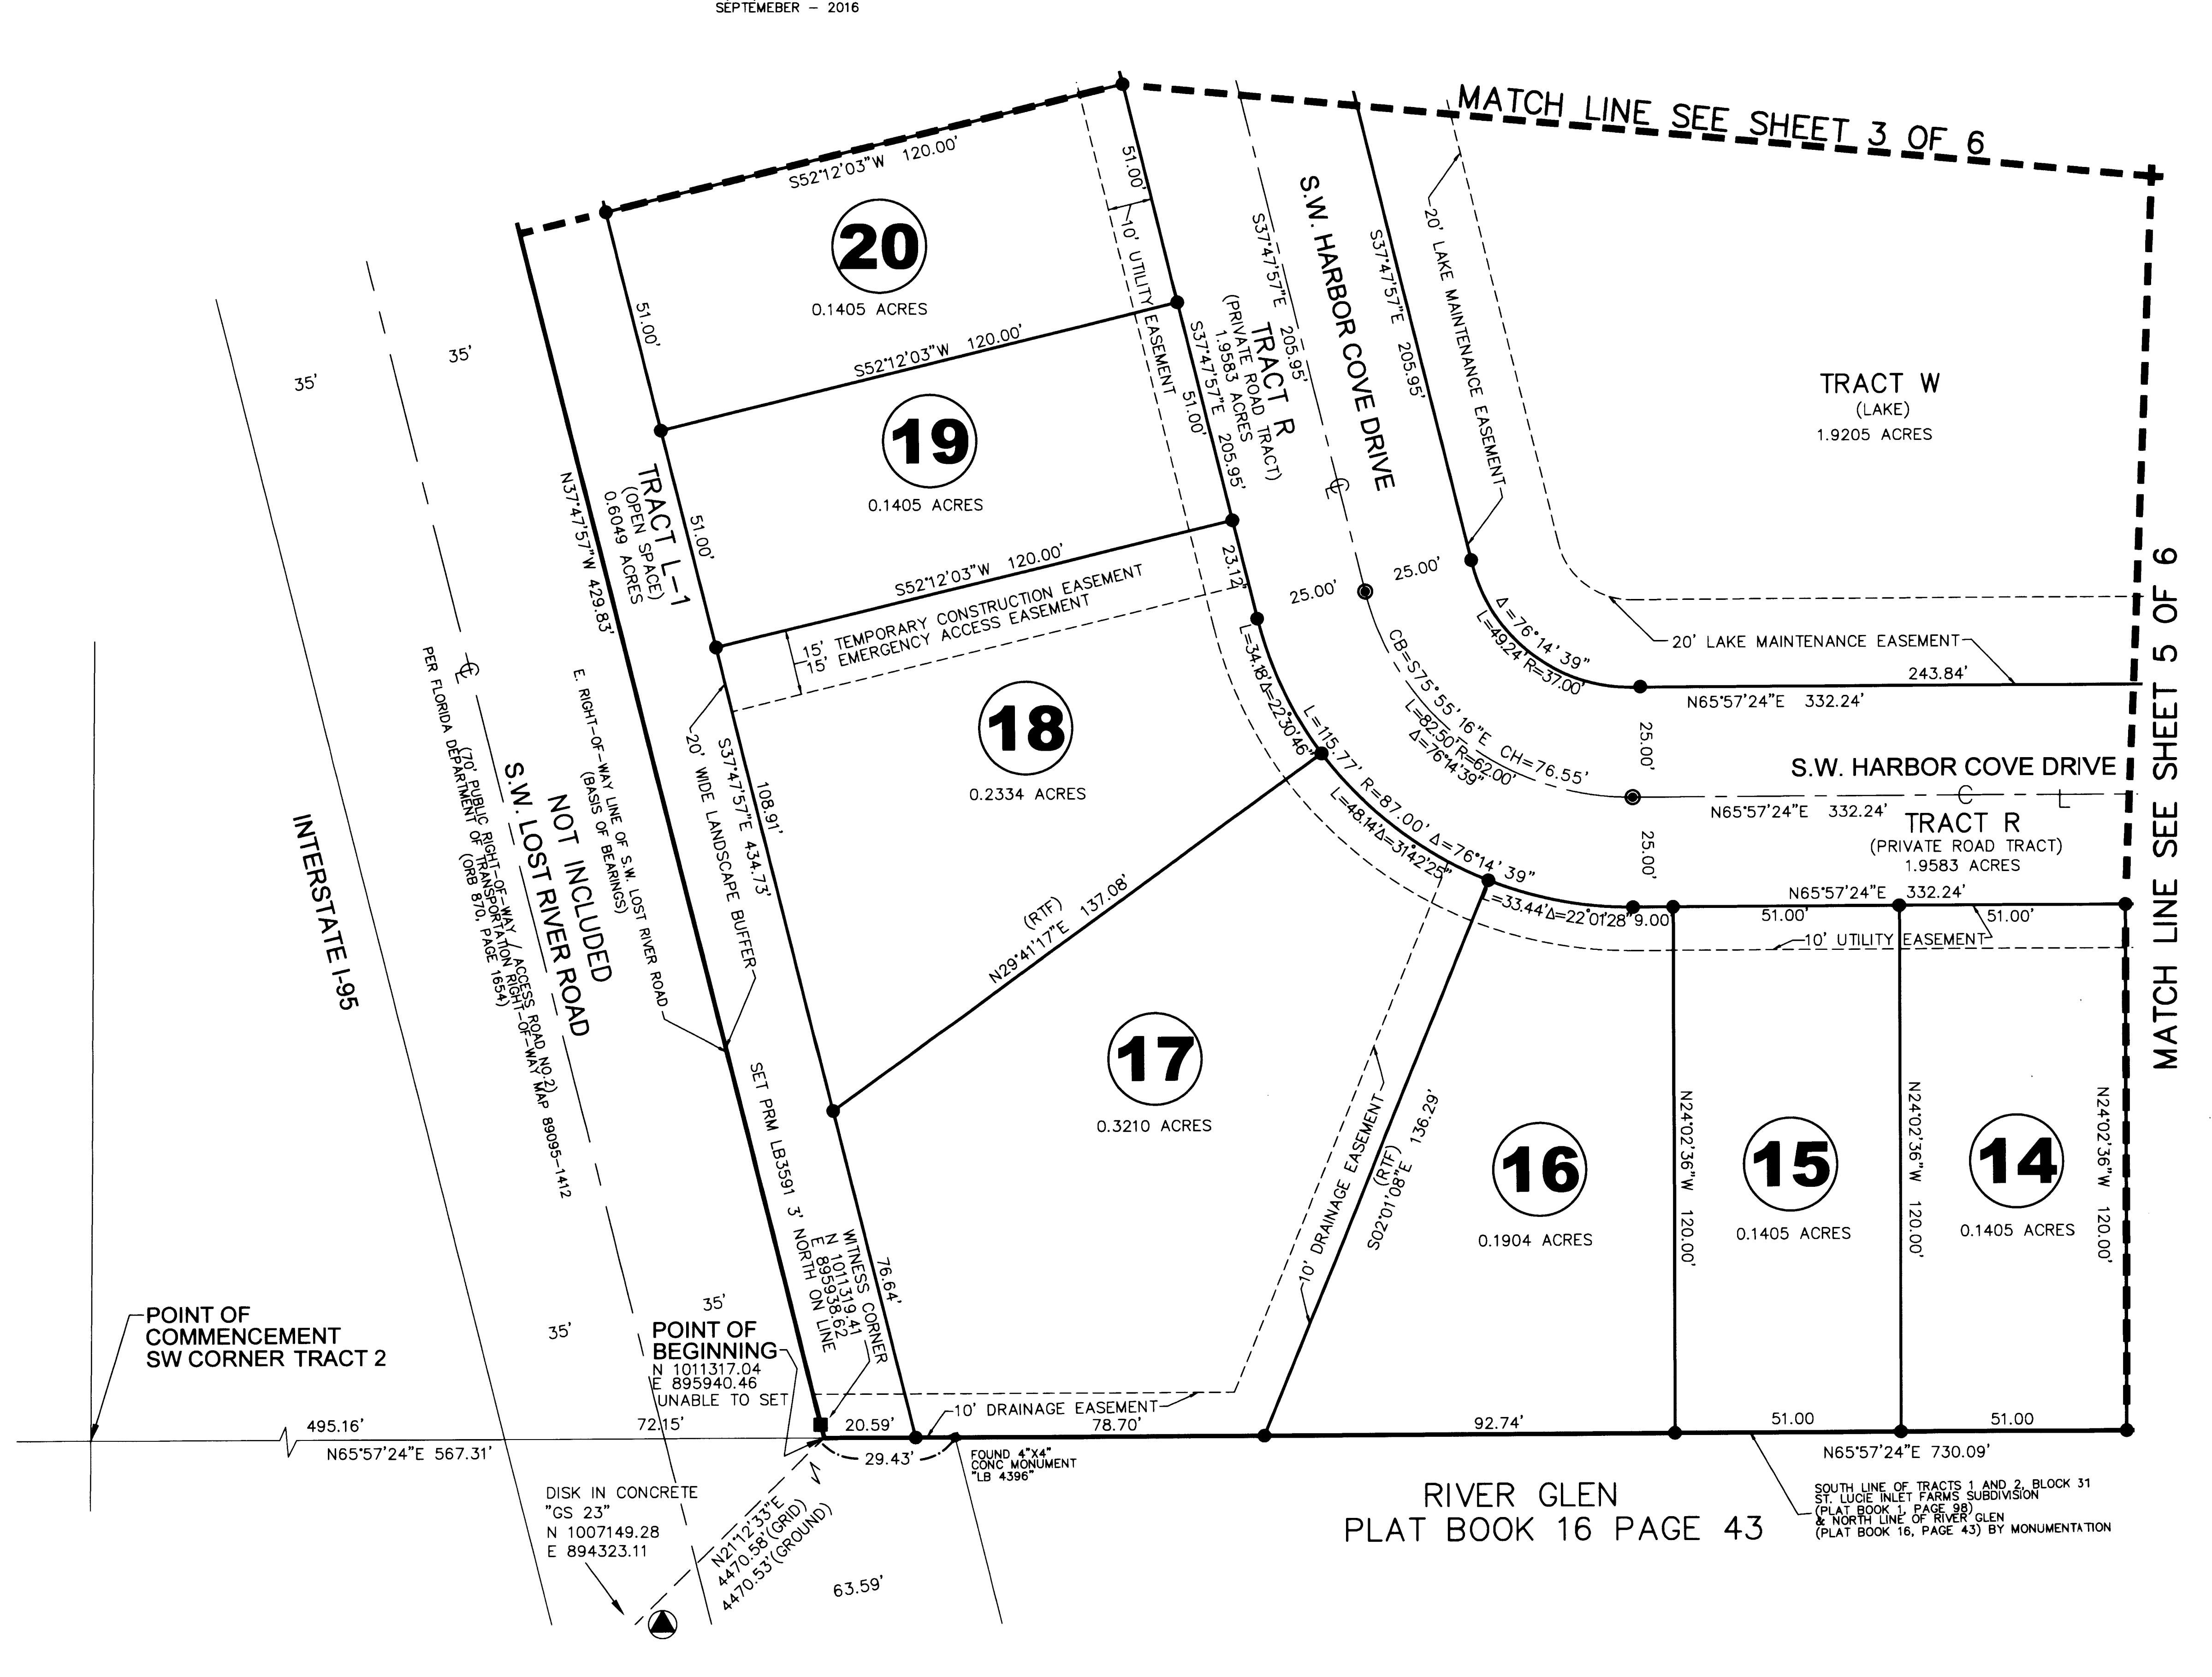 SEPTEMEBER - 2016
MATCH LINE SEE SHEET 3 OF 6
S52°12'03"W 120.00'
20
0.1405 ACRES
51.00'
51.00'
10' UTILITY EASEMENT
S52°12'03"W 120.00'
19
0.1405 ACRES
51.00'
51.00'
S37°47'57"E 205.95'
S52°12'03"W 120.00'
15' TEMPORARY CONSTRUCTION EASEMENT
15' EMERGENCY ACCESS EASEMENT
23.12'
18
0.2334 ACRES
108.91'
S37°47'57"E 434.73'
20' WIDE LANDSCAPE BUFFER
(RTF)
N29°41'17"E 137.08'
17
0.3210 ACRES
76.64'
10' DRAINAGE EASEMENT
(RTF)
S02°01'08"E 136.29'
16
0.1904 ACRES
N24°02'36"W 120.00'
15
0.1405 ACRES
N24°02'36"W 120.00'
14
0.1405 ACRES
N24°02'36"W 120.00'
S37°47'57"E 205.95'
TRACT R
(PRIVATE ROAD TRACT)
1.9583 ACRES
S.W. HARBOR COVE DRIVE
S37°47'57"E 205.95'
20' LAKE MAINTENANCE EASEMENT
TRACT W
(LAKE)
1.9205 ACRES
25.00'
25.00'
Δ=76°14'39"
L=49.24' R=37.00'
20' LAKE MAINTENANCE EASEMENT
243.84'
N65°57'24"E 332.24'
CB=S75°55'16"E CH=76.55'
L=82.50' R=62.00'
Δ=76°14'39"
L=34.18' Δ=22°30'46"
L=115.77' R=87.00' Δ=76°14'39"
L=48.14' Δ=31°42'25"
L=33.44' Δ=22°01'28"
9.00'
25.00'
25.00'
S.W. HARBOR COVE DRIVE
C L
N65°57'24"E 332.24'
TRACT R
(PRIVATE ROAD TRACT)
1.9583 ACRES
N65°57'24"E 332.24'
51.00'
51.00'
10' UTILITY EASEMENT
MATCH LINE SEE SHEET 5 OF 6
35'
35'
N37°47'57"W 429.83'
TRACT L-1
(OPEN SPACE)
0.6049 ACRES
E. RIGHT-OF-WAY LINE OF S.W. LOST RIVER ROAD
(BASIS OF BEARINGS)
NOT INCLUDED
S.W. LOST RIVER ROAD
(70' PUBLIC RIGHT-OF-WAY / ACCESS ROAD NO.2)
PER FLORIDA DEPARTMENT OF TRANSPORTATION RIGHT-OF-WAY MAP 89095-1412
(ORB 870, PAGE 1654)
INTERSTATE I-95
SET PRM LB3591 3' NORTH ON LINE
WITNESS CORNER
N 1011319.41
E 895938.62
35'
35'
POINT OF
COMMENCEMENT
SW CORNER TRACT 2
POINT OF
BEGINNING
N 1011317.04
E 895940.46
UNABLE TO SET
10' DRAINAGE EASEMENT
495.16'
72.15'
20.59'
78.70'
92.74'
51.00
51.00
N65°57'24"E 567.31'
29.43'
FOUND 4"X4"
CONC MONUMENT
"LB 4396"
N65°57'24"E 730.09'
DISK IN CONCRETE
"GS 23"
N 1007149.28
E 894323.11
N21°12'33"E
4470.58'(GRID)
4470.53'(GROUND)
63.59'
RIVER GLEN
PLAT BOOK 16 PAGE 43
SOUTH LINE OF TRACTS 1 AND 2, BLOCK 31
ST. LUCIE INLET FARMS SUBDIVISION
(PLAT BOOK 1, PAGE 98)
& NORTH LINE OF RIVER GLEN
(PLAT BOOK 16, PAGE 43) BY MONUMENTATION